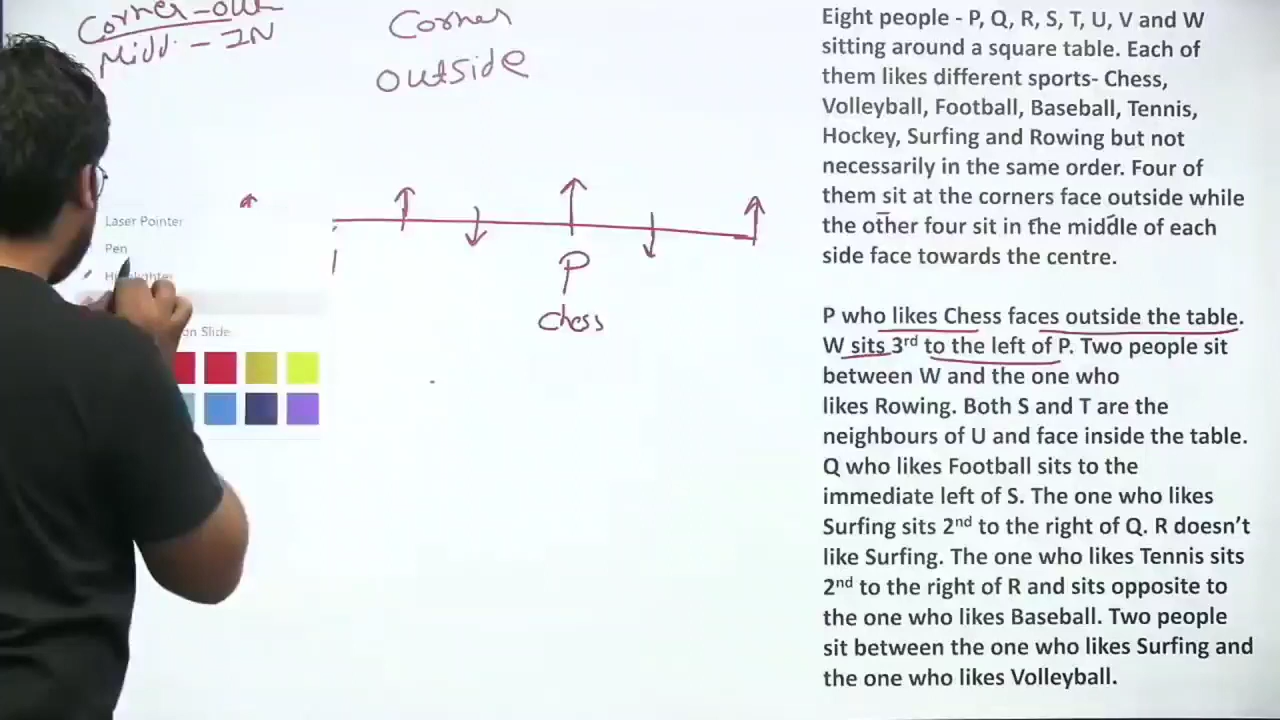 Corner - out
Midd. - IN
Corner
outside
P
chess
Laser Pointer
Pen
Highlighter
on Slide
Eight people - P, Q, R, S, T, U, V and W
sitting around a square table. Each of
them likes different sports- Chess,
Volleyball, Football, Baseball, Tennis,
Hockey, Surfing and Rowing but not
necessarily in the same order. Four of
them sit at the corners face outside while
the other four sit in the middle of each
side face towards the centre.
P who likes Chess faces outside the table.
W sits 3rd to the left of P. Two people sit
between W and the one who
likes Rowing. Both S and T are the
neighbours of U and face inside the table.
Q who likes Football sits to the
immediate left of S. The one who likes
Surfing sits 2nd to the right of Q. R doesn't
like Surfing. The one who likes Tennis sits
2nd to the right of R and sits opposite to
the one who likes Baseball. Two people
sit between the one who likes Surfing and
the one who likes Volleyball.